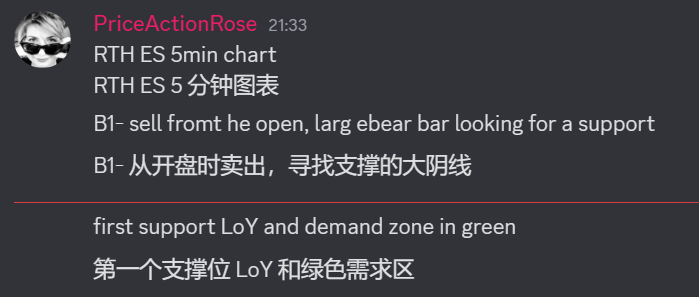 PriceActionRose 21:33
RTH ES 5min chart
RTH ES 5 分钟图表
B1- sell fromt he open, larg ebear bar looking for a support
B1- 从开盘时卖出，寻找支撑的大阴线
first support LoY and demand zone in green
第一个支撑位 LoY 和绿色需求区